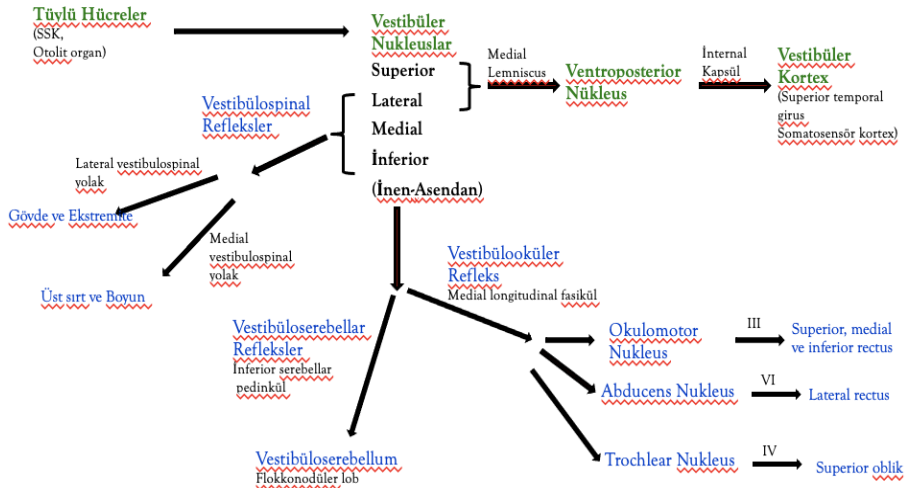 Tüylü Hücreler
(SSK,
Otolit organ)
Vestibüler
Nukleuslar
Superior
Lateral
Medial
İnferior
(İnen-Asendan)
Medial
Lemniscus
Ventroposterior
Nükleus
İnternal
Kapsül
Vestibüler
Kortex
(Superior temporal
girus
Somatosensör kortex)
Vestibülospinal
Refleksler
Lateral vestibulospinal
yolak
Gövde ve Ekstremite
Medial
vestibulospinal
yolak
Üst sırt ve Boyun
Vestibülooküler
Refleks
Medial longitudinal fasikül
Vestibüloserebellar
Refleksler
İnferior serebellar
pedinkül
Vestibüloserebellum
Flokkonodüler lob
Okulomotor
Nukleus
III
Superior, medial
ve inferior rectus
Abducens Nukleus
VI
Lateral rectus
Trochlear Nukleus
IV
Superior oblik